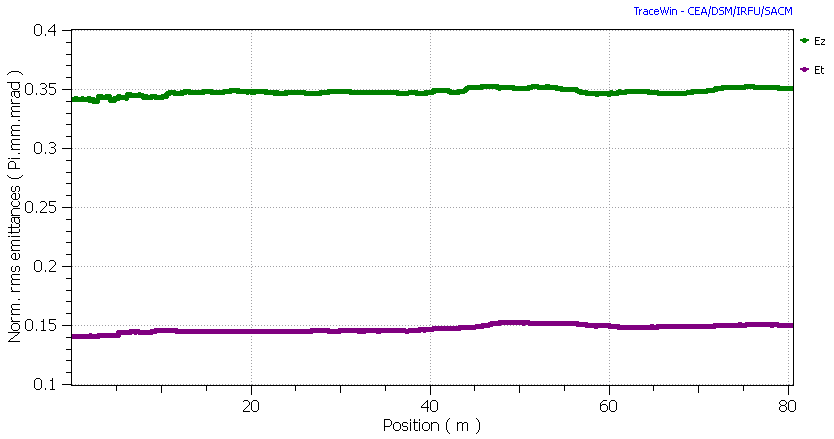 TraceWin - CEA/DSM/IRFU/SACM
Ez
Et
Norm. rms emittances ( Pi.mm.mrad )
0.4
0.35
0.3
0.25
0.2
0.15
0.1
20 40 60 80
Position ( m )